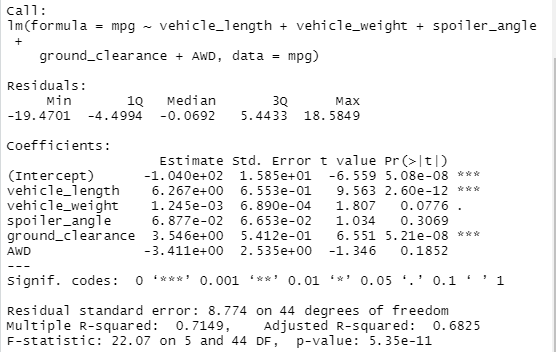 Call:
lm(formula = mpg ~ vehicle_length + vehicle_weight + spoiler_angle
+
ground_clearance + AWD, data = mpg)
Residuals:
Min 1Q Median 3Q Max
-19.4701 -4.4994 -0.0692 5.4433 18.5849
Coefficients:
Estimate Std. Error t value Pr(>|t|)
(Intercept) -1.040e+02 1.585e+01 -6.559 5.08e-08 ***
vehicle_length 6.267e+00 6.553e-01 9.563 2.60e-12 ***
vehicle_weight 1.245e-03 6.890e-04 1.807 0.0776 .
spoiler_angle 6.877e-02 6.653e-02 1.034 0.3069
ground_clearance 3.546e+00 5.412e-01 6.551 5.21e-08 ***
AWD -3.411e+00 2.535e+00 -1.346 0.1852
---
Signif. codes: 0 ‘***’ 0.001 ‘**’ 0.01 ‘*’ 0.05 ‘.’ 0.1 ‘ ’ 1
Residual standard error: 8.774 on 44 degrees of freedom
Multiple R-squared: 0.7149, Adjusted R-squared: 0.6825
F-statistic: 22.07 on 5 and 44 DF, p-value: 5.35e-11